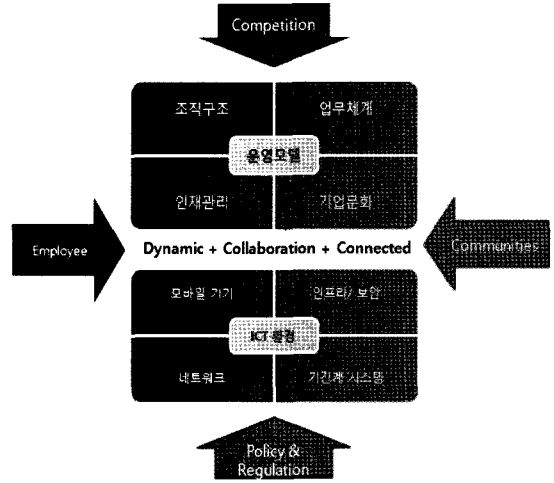 Competition
조직구조
업무체계
운영모델
인재관리
기업문화
Employee
Dynamic + Collaboration + Connected
Communities
모바일 기기
인프라/ 보안
ICT 환경
네트워크
기간계 시스템
Policy &
Regulation